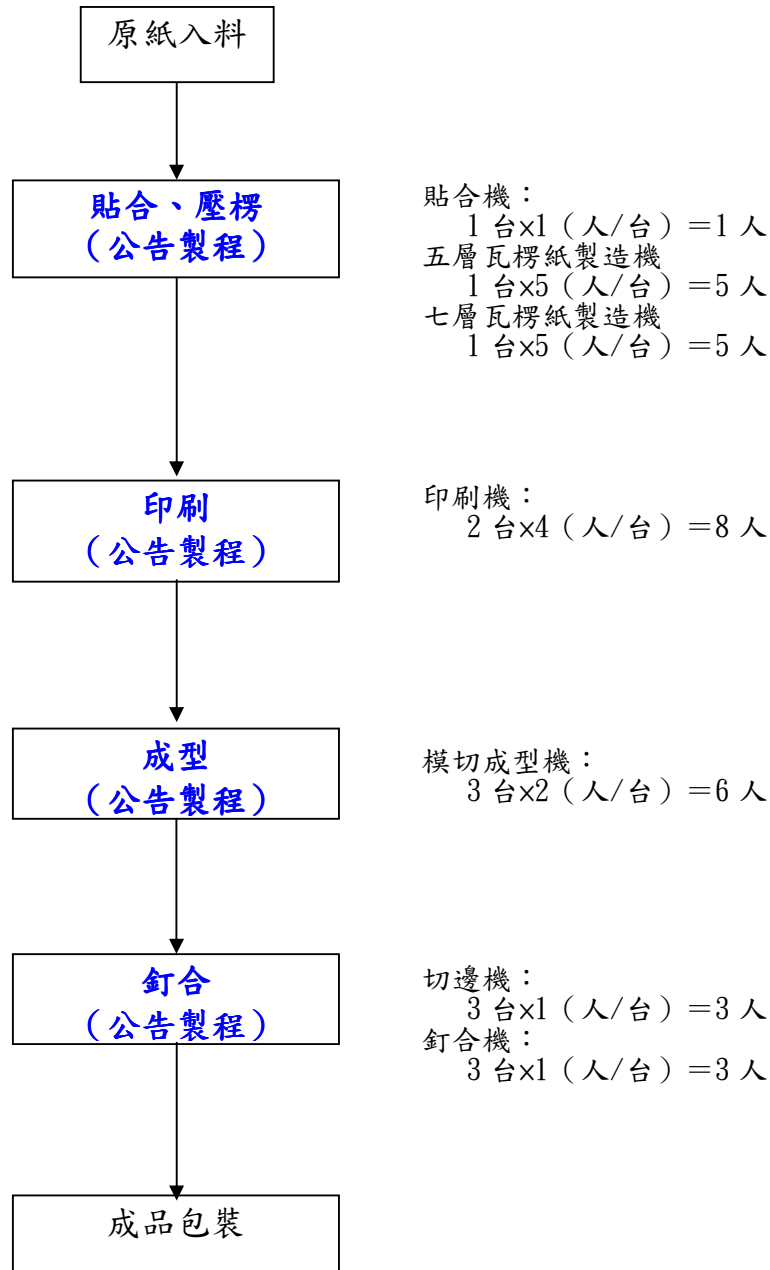 原紙入料
貼合、壓楞
（公告製程）
貼合機：
1 台×1（人/台）＝1 人
五層瓦楞紙製造機
1 台×5（人/台）＝5 人
七層瓦楞紙製造機
1 台×5（人/台）＝5 人
印刷
（公告製程）
印刷機：
2 台×4（人/台）＝8 人
成型
（公告製程）
模切成型機：
3 台×2（人/台）＝6 人
釘合
（公告製程）
切邊機：
3 台×1（人/台）＝3 人
釘合機：
3 台×1（人/台）＝3 人
成品包裝